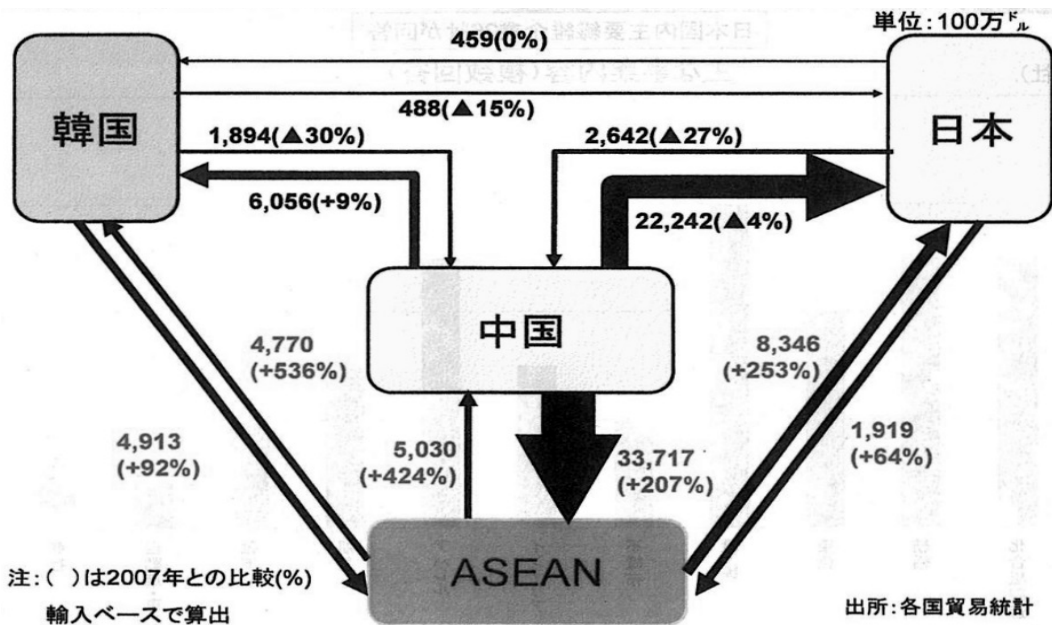 単位：100万ドル
459(0%)
488(▲15%)
韓国
日本
1,894(▲30%)
2,642(▲27%)
6,056(+9%)
22,242(▲4%)
中国
4,770
(+536%)
8,346
(+253%)
4,913
(+92%)
5,030
(+424%)
33,717
(+207%)
1,919
(+64%)
ASEAN
注：( )は2007年との比較(%)
輸入ベースで算出
出所：各国貿易統計